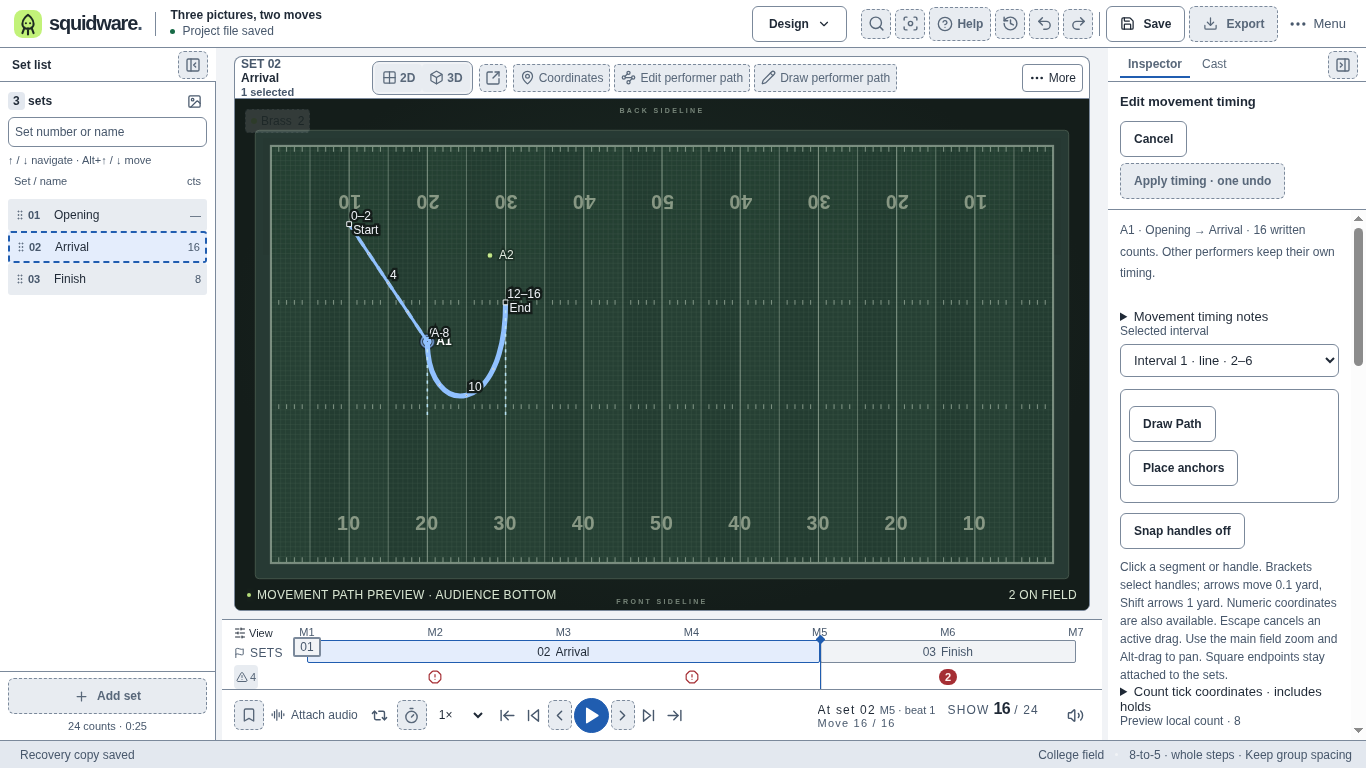 squidware.
Three pictures, two moves
Project file saved
Design
Help
Save
Export
Menu
Set list
3 sets
Set number or name
↑ / ↓ navigate · Alt+↑ / ↓ move
Set / name
cts
01 Opening —
02 Arrival 16
03 Finish 8
Add set
24 counts · 0:25
SET 02
Arrival
1 selected
2D
3D
Coordinates
Edit performer path
Draw performer path
More
BACK SIDELINE
Brass 2
10 20 30 40 50 40 30 20 10
0–2
Start
A2
4
12–16
End
A1
10
10 20 30 40 50 40 30 20 10
MOVEMENT PATH PREVIEW · AUDIENCE BOTTOM
FRONT SIDELINE
2 ON FIELD
View
M1 M2 M3 M4 M5 M6 M7
SETS
01
02 Arrival
03 Finish
4
2
Attach audio
1×
At set 02 M5 · beat 1 SHOW 16 / 24
Move 16 / 16
Inspector
Cast
Edit movement timing
Cancel
Apply timing · one undo
A1 · Opening → Arrival · 16 written
counts. Other performers keep their own
timing.
Movement timing notes
Selected interval
Interval 1 · line · 2–6
Draw Path
Place anchors
Snap handles off
Click a segment or handle. Brackets
select handles; arrows move 0.1 yard,
Shift arrows 1 yard. Numeric coordinates
are also available. Escape cancels an
active drag. Use the main field zoom and
Alt-drag to pan. Square endpoints stay
attached to the sets.
Count tick coordinates · includes
holds
Preview local count · 8
Recovery copy saved
College field · 8-to-5 · whole steps · Keep group spacing